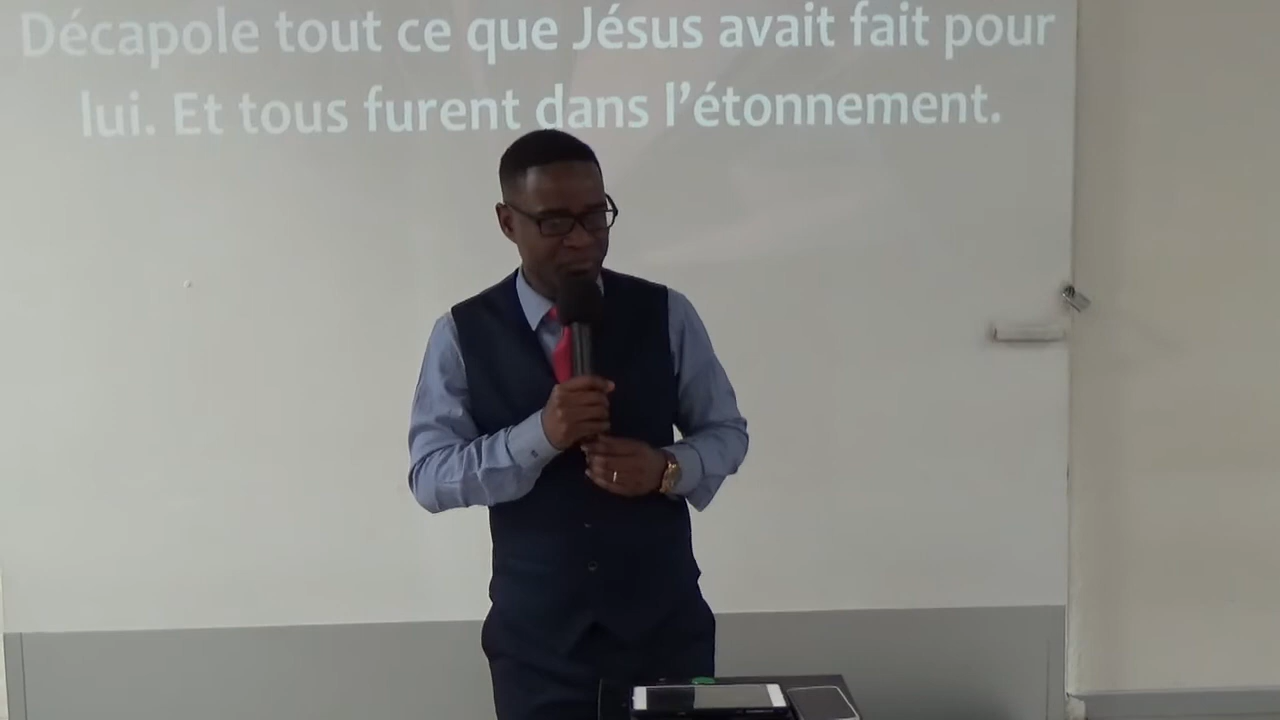 Décapole tout ce que Jésus avait fait pour
lui. Et tous furent dans l’étonnement.